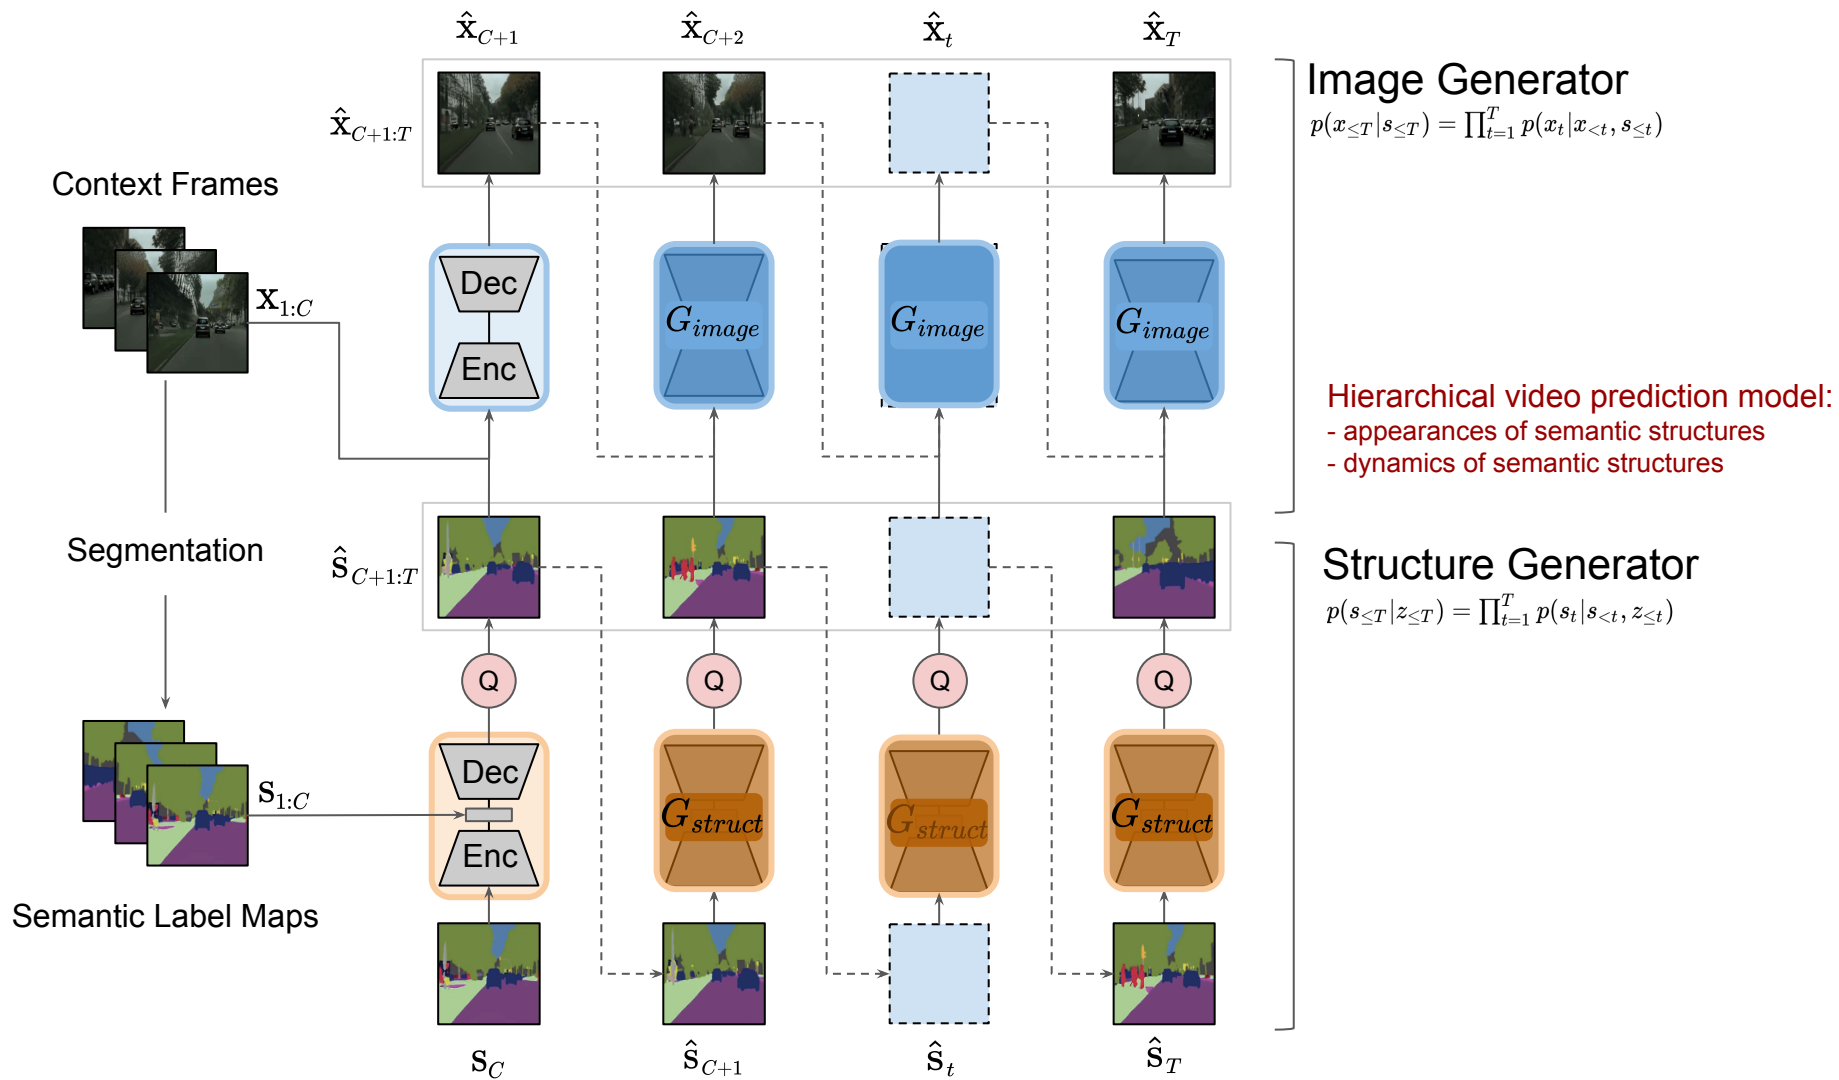 x̂_{C+1}
x̂_{C+2}
x̂_t
x̂_T
Image Generator
p(x_{≤T}|s_{≤T}) = ∏_{t=1}^{T} p(x_t|x_{<t}, s_{≤t})
x̂_{C+1:T}
Context Frames
x_{1:C}
Dec
Enc
G_{image}
G_{image}
G_{image}
Hierarchical video prediction model:
- appearances of semantic structures
- dynamics of semantic structures
Segmentation
ŝ_{C+1:T}
Structure Generator
p(s_{≤T}|z_{≤T}) = ∏_{t=1}^{T} p(s_t|s_{<t}, z_{≤t})
Q
Q
Q
Q
s_{1:C}
Dec
Enc
G_{struct}
G_{struct}
G_{struct}
Semantic Label Maps
s_C
ŝ_{C+1}
ŝ_t
ŝ_T